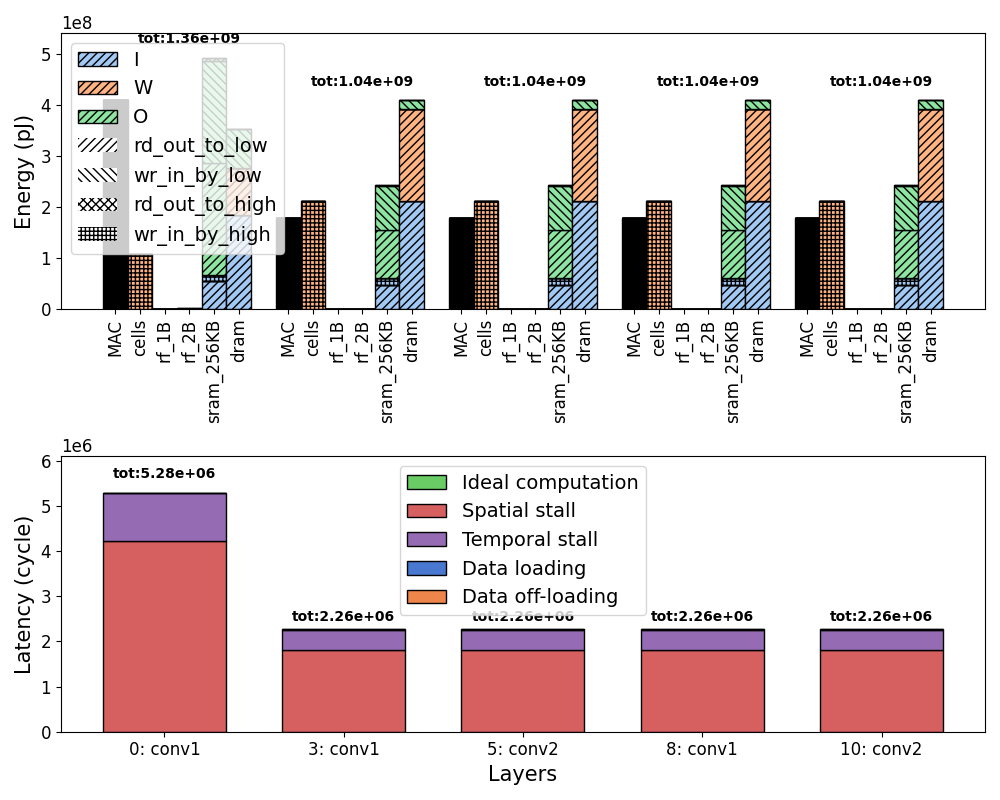 1e8
tot:1.36e+09
tot:1.04e+09 tot:1.04e+09 tot:1.04e+09 tot:1.04e+09
Energy (pJ)
5
4
3
2
1
0
I
W
O
rd_out_to_low
wr_in_by_low
rd_out_to_high
wr_in_by_high
MAC cells rf_1B rf_2B sram_256KB dram MAC cells rf_1B rf_2B sram_256KB dram MAC cells rf_1B rf_2B sram_256KB dram MAC cells rf_1B rf_2B sram_256KB dram MAC cells rf_1B rf_2B sram_256KB dram
1e6
Latency (cycle)
6
5
4
3
2
1
0
tot:5.28e+06
Ideal computation
Spatial stall
Temporal stall
Data loading
Data off-loading
tot:2.26e+06 tot:2.26e+06 tot:2.26e+06 tot:2.26e+06
0: conv1 3: conv1 5: conv2 8: conv1 10: conv2
Layers